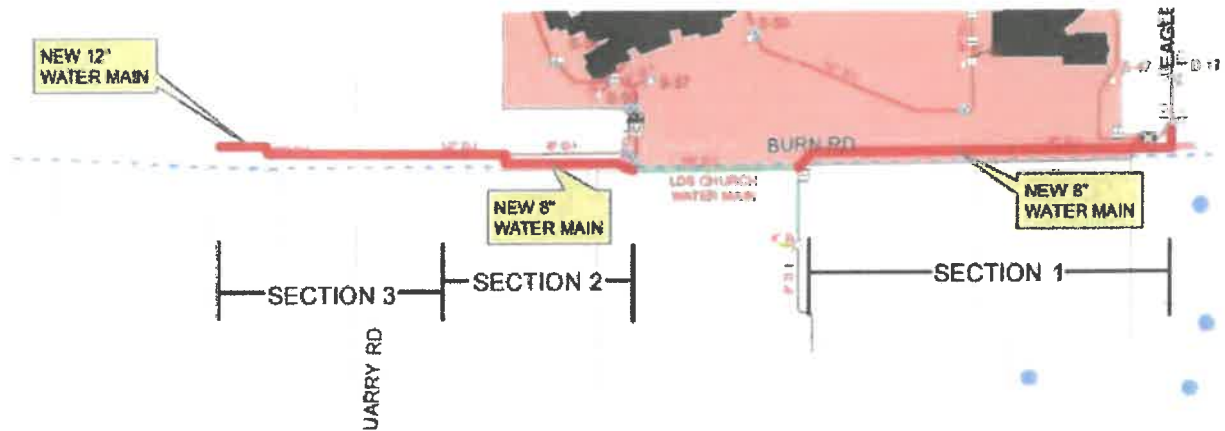 NEW 12"
WATER MAIN
EAGLE
BURN RD
LDS CHURCH
WATER MAIN
NEW 8"
WATER MAIN
NEW 8"
WATER MAIN
SECTION 3
SECTION 2
SECTION 1
UARRY RD